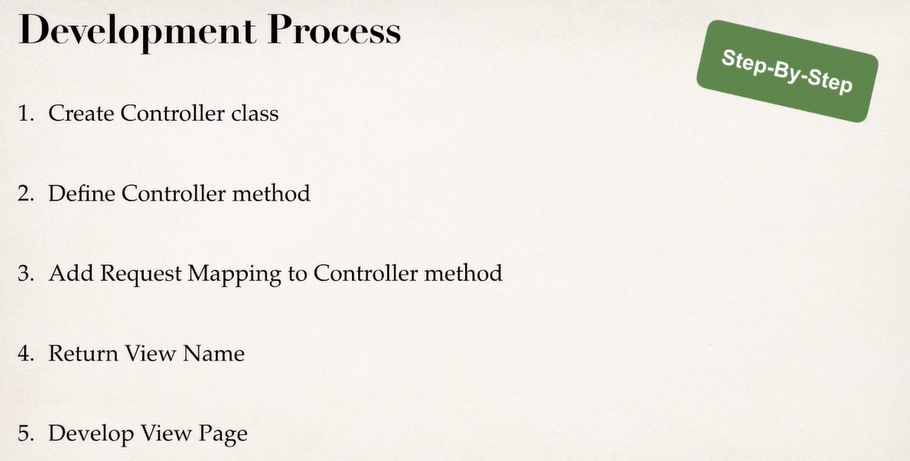 Development Process
Step-By-Step
1. Create Controller class
2. Define Controller method
3. Add Request Mapping to Controller method
4. Return View Name
5. Develop View Page